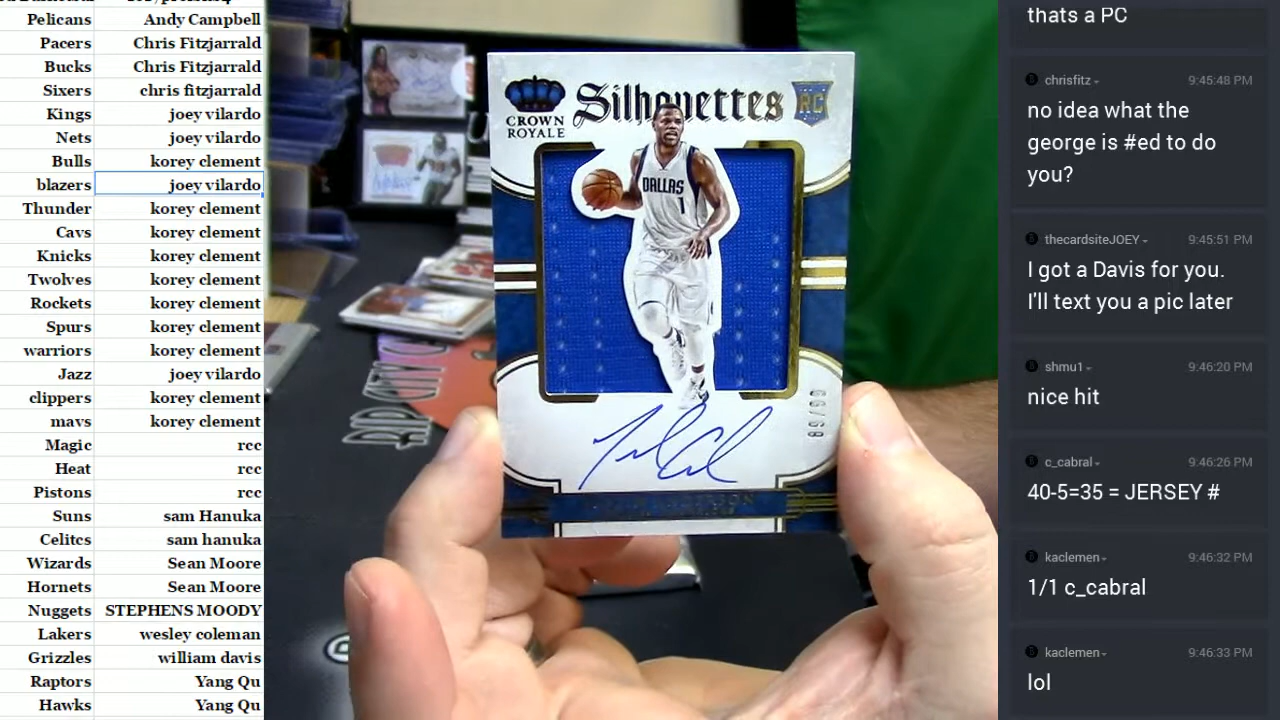 Pelicans Andy Campbell
Pacers Chris Fitzjarrald
Bucks Chris Fitzjarrald
Sixers chris fitzjarrald
Kings joey vilardo
Nets joey vilardo
Bulls korey clement
blazers joey vilardo
Thunder korey clement
Cavs korey clement
Knicks korey clement
Twolves korey clement
Rockets korey clement
Spurs korey clement
warriors korey clement
Jazz joey vilardo
clippers korey clement
mavs korey clement
Magic rcc
Heat rcc
Pistons rcc
Suns sam Hanuka
Celitcs sam hanuka
Wizards Sean Moore
Hornets Sean Moore
Nuggets STEPHENS MOODY
Lakers wesley coleman
Grizzles william davis
Raptors Yang Qu
Hawks Yang Qu
CROWN
ROYALE
Silhouettes
RC
DALLAS
1
RIP CITY
thats a PC
chrisfitz 9:45:48 PM
no idea what the
george is #ed to do
you?
thecardsiteJOEY 9:45:51 PM
I got a Davis for you.
I'll text you a pic later
shmu1 9:46:20 PM
nice hit
c_cabral 9:46:26 PM
40-5=35 = JERSEY #
kaclemen 9:46:32 PM
1/1 c_cabral
kaclemen 9:46:33 PM
lol